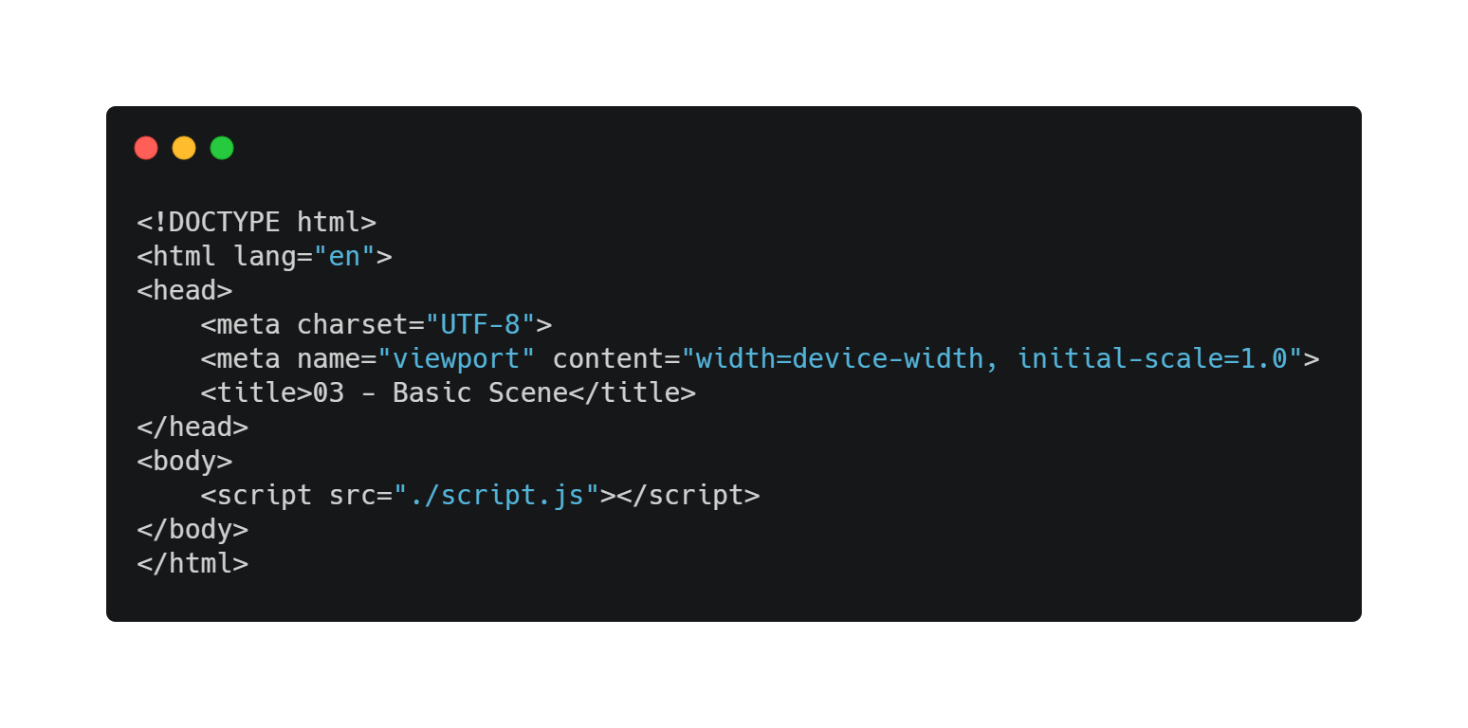 <!DOCTYPE html>
<html lang="en">
<head>
    <meta charset="UTF-8">
    <meta name="viewport" content="width=device-width, initial-scale=1.0">
    <title>03 - Basic Scene</title>
</head>
<body>
    <script src="./script.js"></script>
</body>
</html>